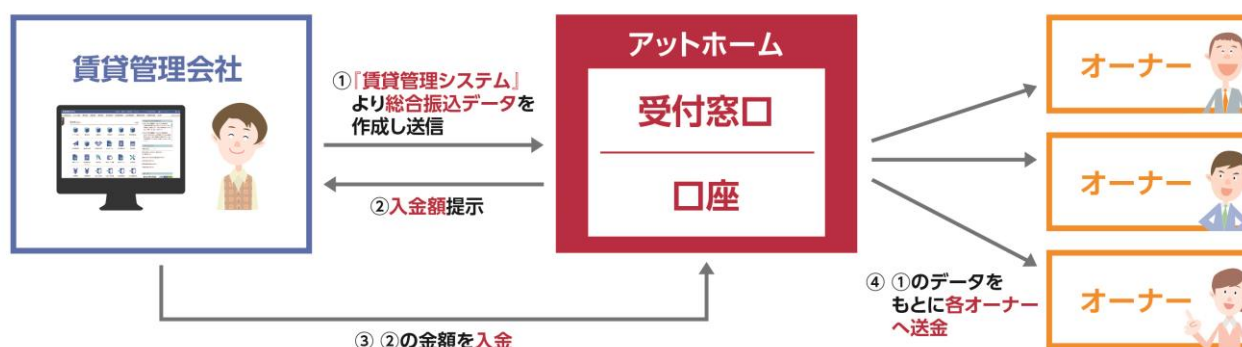 賃貸管理会社
①『賃貸管理システム』
より総合振込データを
作成し送信
②入金額提示
③ ②の金額を入金
アットホーム
受付窓口
口座
④ ①のデータを
もとに各オーナー
へ送金
オーナー
オーナー
オーナー